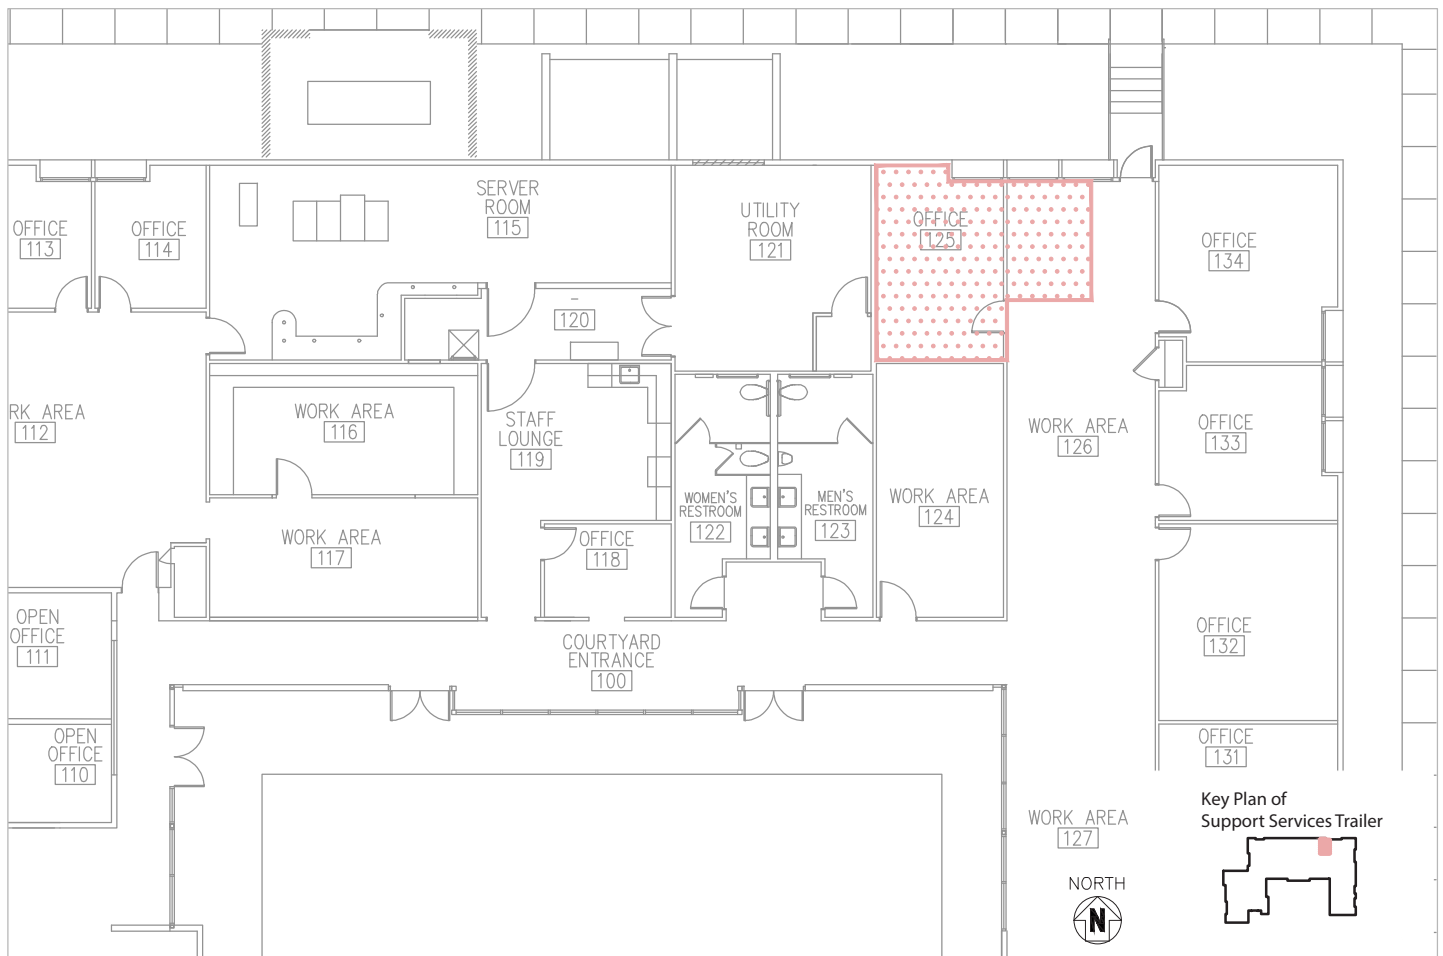 OFFICE
113
OFFICE
114
SERVER
ROOM
115
UTILITY
ROOM
121
OFFICE
125
OFFICE
134
120
RK AREA
112
WORK AREA
116
STAFF
LOUNGE
119
WORK AREA
126
OFFICE
133
WORK AREA
117
OFFICE
118
WOMEN'S
RESTROOM
122
MEN'S
RESTROOM
123
WORK AREA
124
OPEN
OFFICE
111
COURTYARD
ENTRANCE
100
OFFICE
132
OPEN
OFFICE
110
OFFICE
131
WORK AREA
127
Key Plan of
Support Services Trailer
NORTH
N